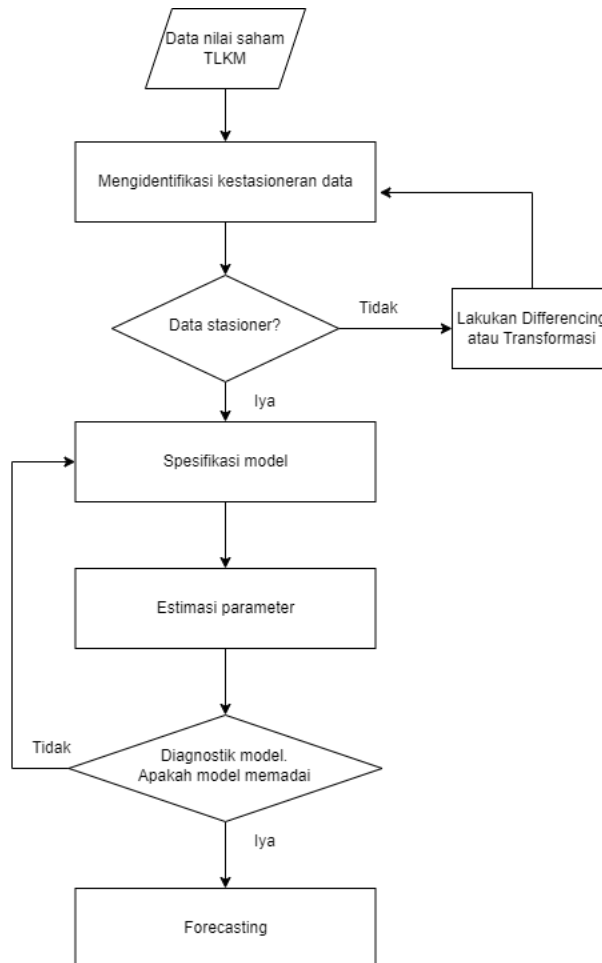 Data nilai saham
TLKM
Mengidentifikasi kestasioneran data
Data stasioner?
Tidak
Lakukan Differencing
atau Transformasi
Iya
Spesifikasi model
Estimasi parameter
Tidak
Diagnostik model.
Apakah model memadai
Iya
Forecasting